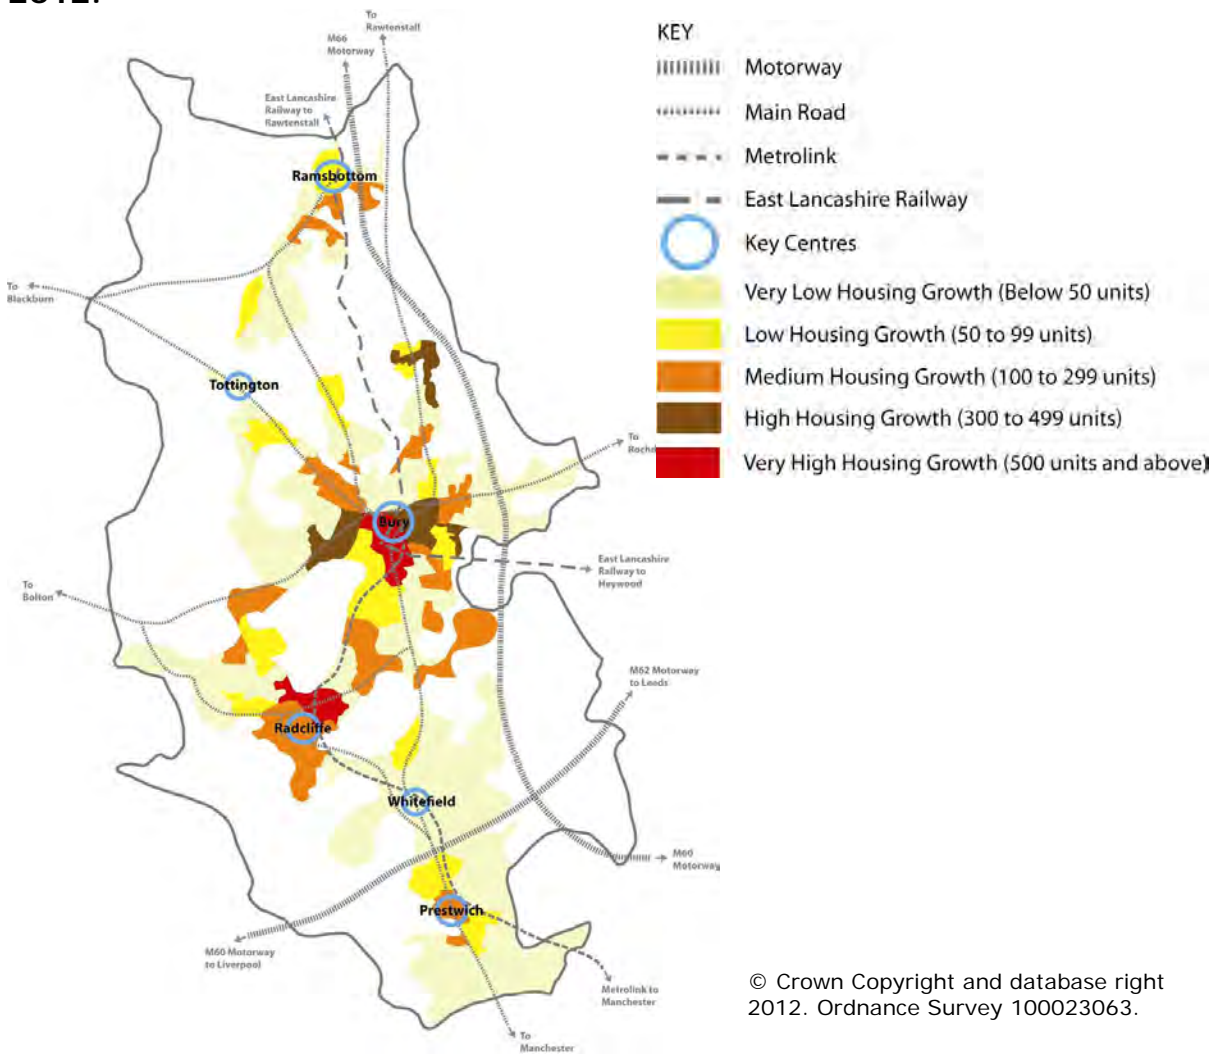 To
Rawtenstall
M66
Motorway
East Lancashire
Railway to
Rawtenstall
Ramsbottom
To
Blackburn
Tottington
To
Bury
East Lancashire
Railway to
Heywood
To
Bolton
M62 Motorway
to Leeds
Radcliffe
Whitefield
M60
Motorway
Prestwich
M60 Motorway
to Liverpool
Metrolink to
Manchester
To
Manchester
KEY
Motorway
Main Road
Metrolink
East Lancashire Railway
Key Centres
Very Low Housing Growth (Below 50 units)
Low Housing Growth (50 to 99 units)
Medium Housing Growth (100 to 299 units)
High Housing Growth (300 to 499 units)
Very High Housing Growth (500 units and above)
© Crown Copyright and database right
2012. Ordnance Survey 100023063.